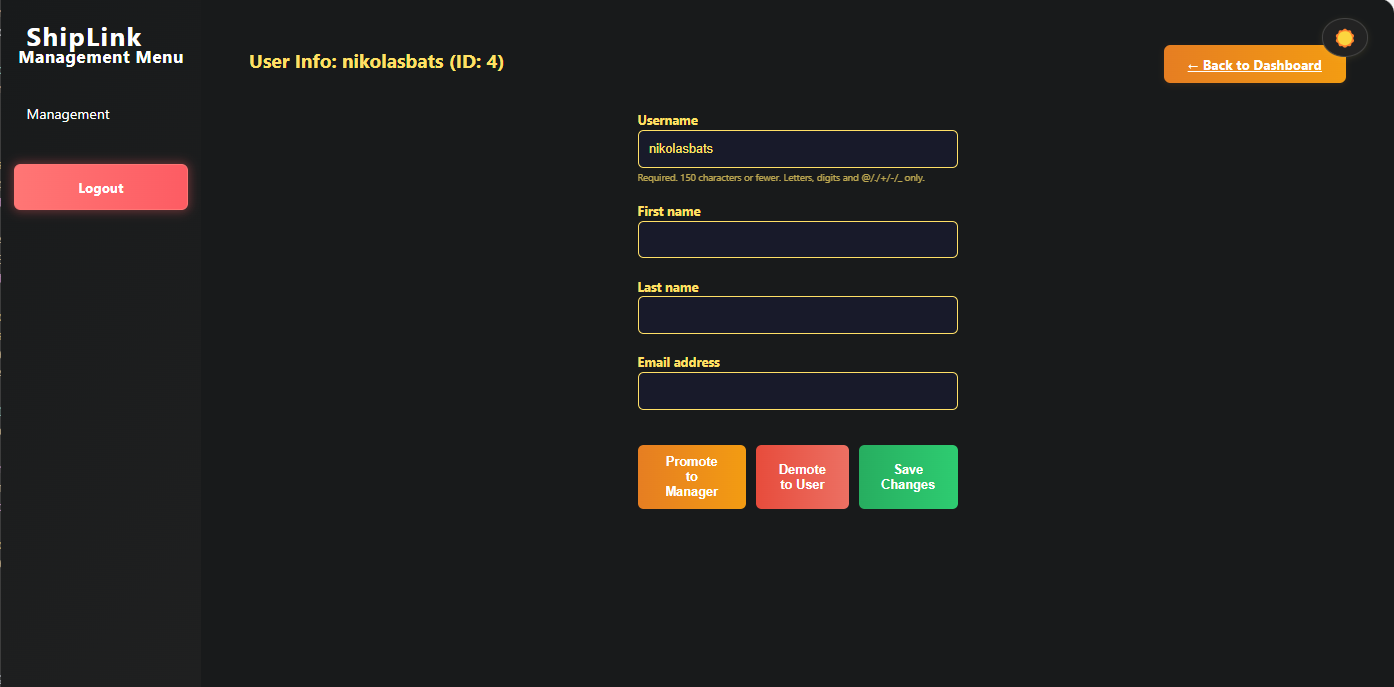 ShipLink
Management Menu
Management
Logout
User Info: nikolasbats (ID: 4)
← Back to Dashboard
Username
nikolasbats
Required. 150 characters or fewer. Letters, digits and @/./+/-/_ only.
First name
Last name
Email address
Promote
to
Manager
Demote
to User
Save
Changes